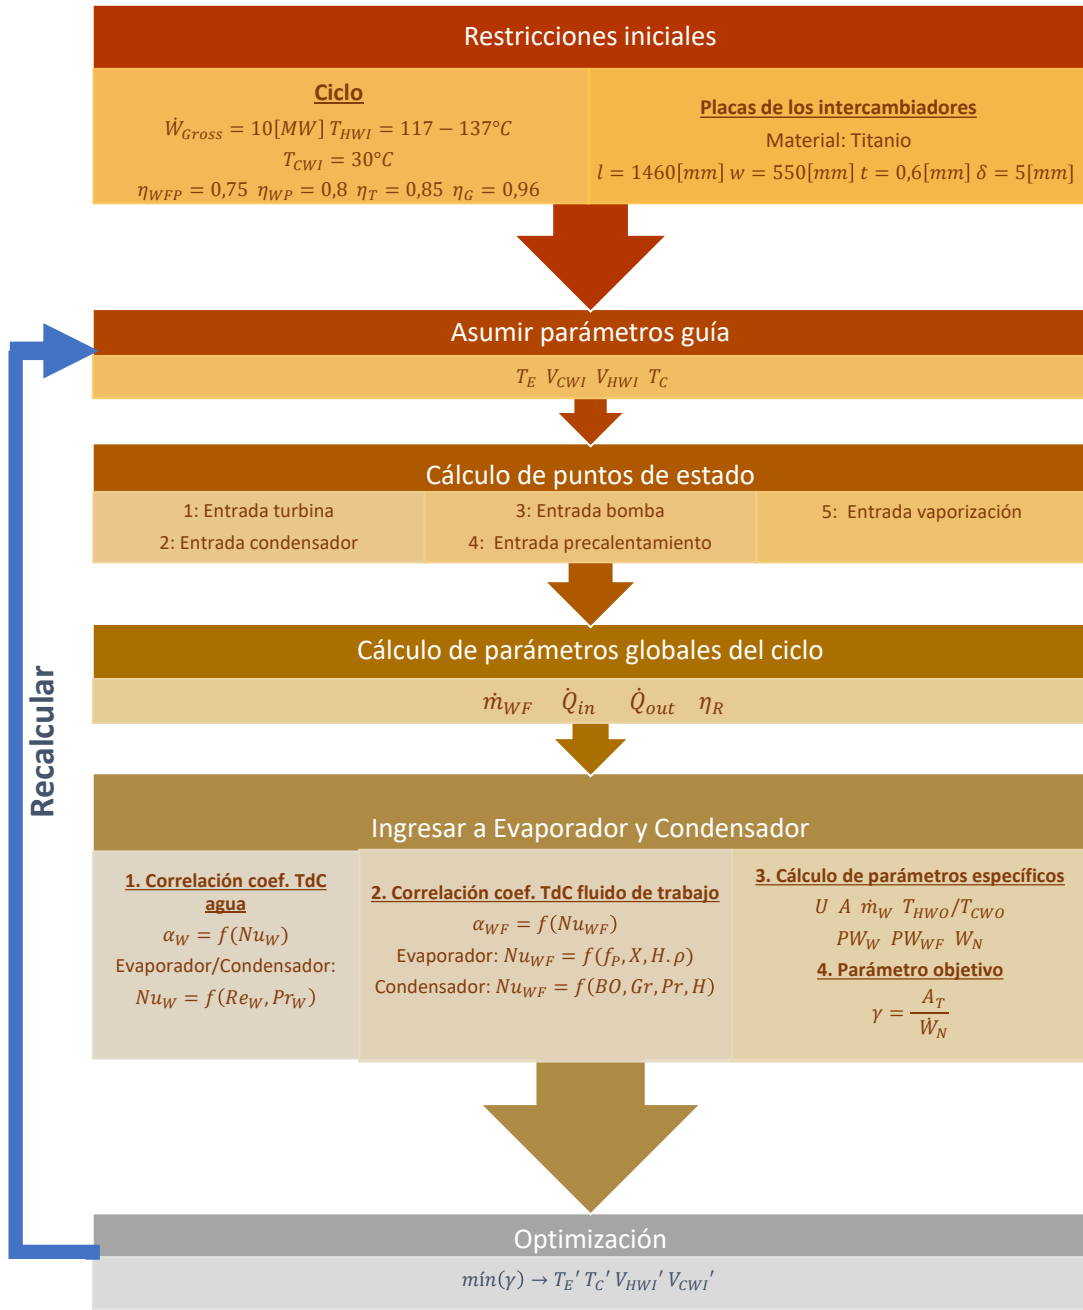 Restricciones iniciales
Ciclo
Ẇ_Gross = 10[MW] T_HWI = 117 − 137°C
T_CWI = 30°C
η_WFP = 0,75 η_WP = 0,8 η_T = 0,85 η_G = 0,96
Placas de los intercambiadores
Material: Titanio
l = 1460[mm] w = 550[mm] t = 0,6[mm] δ = 5[mm]
Asumir parámetros guía
T_E V_CWI V_HWI T_C
Cálculo de puntos de estado
1: Entrada turbina
2: Entrada condensador
3: Entrada bomba
4: Entrada precalentamiento
5: Entrada vaporización
Cálculo de parámetros globales del ciclo
ṁ_WF Q̇_in Q̇_out η_R
Recalcular
Ingresar a Evaporador y Condensador
1. Correlación coef. TdC
agua
α_W = f(Nu_W)
Evaporador/Condensador:
Nu_W = f(Re_W, Pr_W)
2. Correlación coef. TdC fluido de trabajo
α_WF = f(Nu_WF)
Evaporador: Nu_WF = f(f_P, X, H. ρ)
Condensador: Nu_WF = f(BO, Gr, Pr, H)
3. Cálculo de parámetros específicos
U A ṁ_W T_HWO/T_CWO
PW_W PW_WF W_N
4. Parámetro objetivo
γ = A_T / Ẇ_N
Optimización
mín(γ) → T_E′ T_C′ V_HWI′ V_CWI′